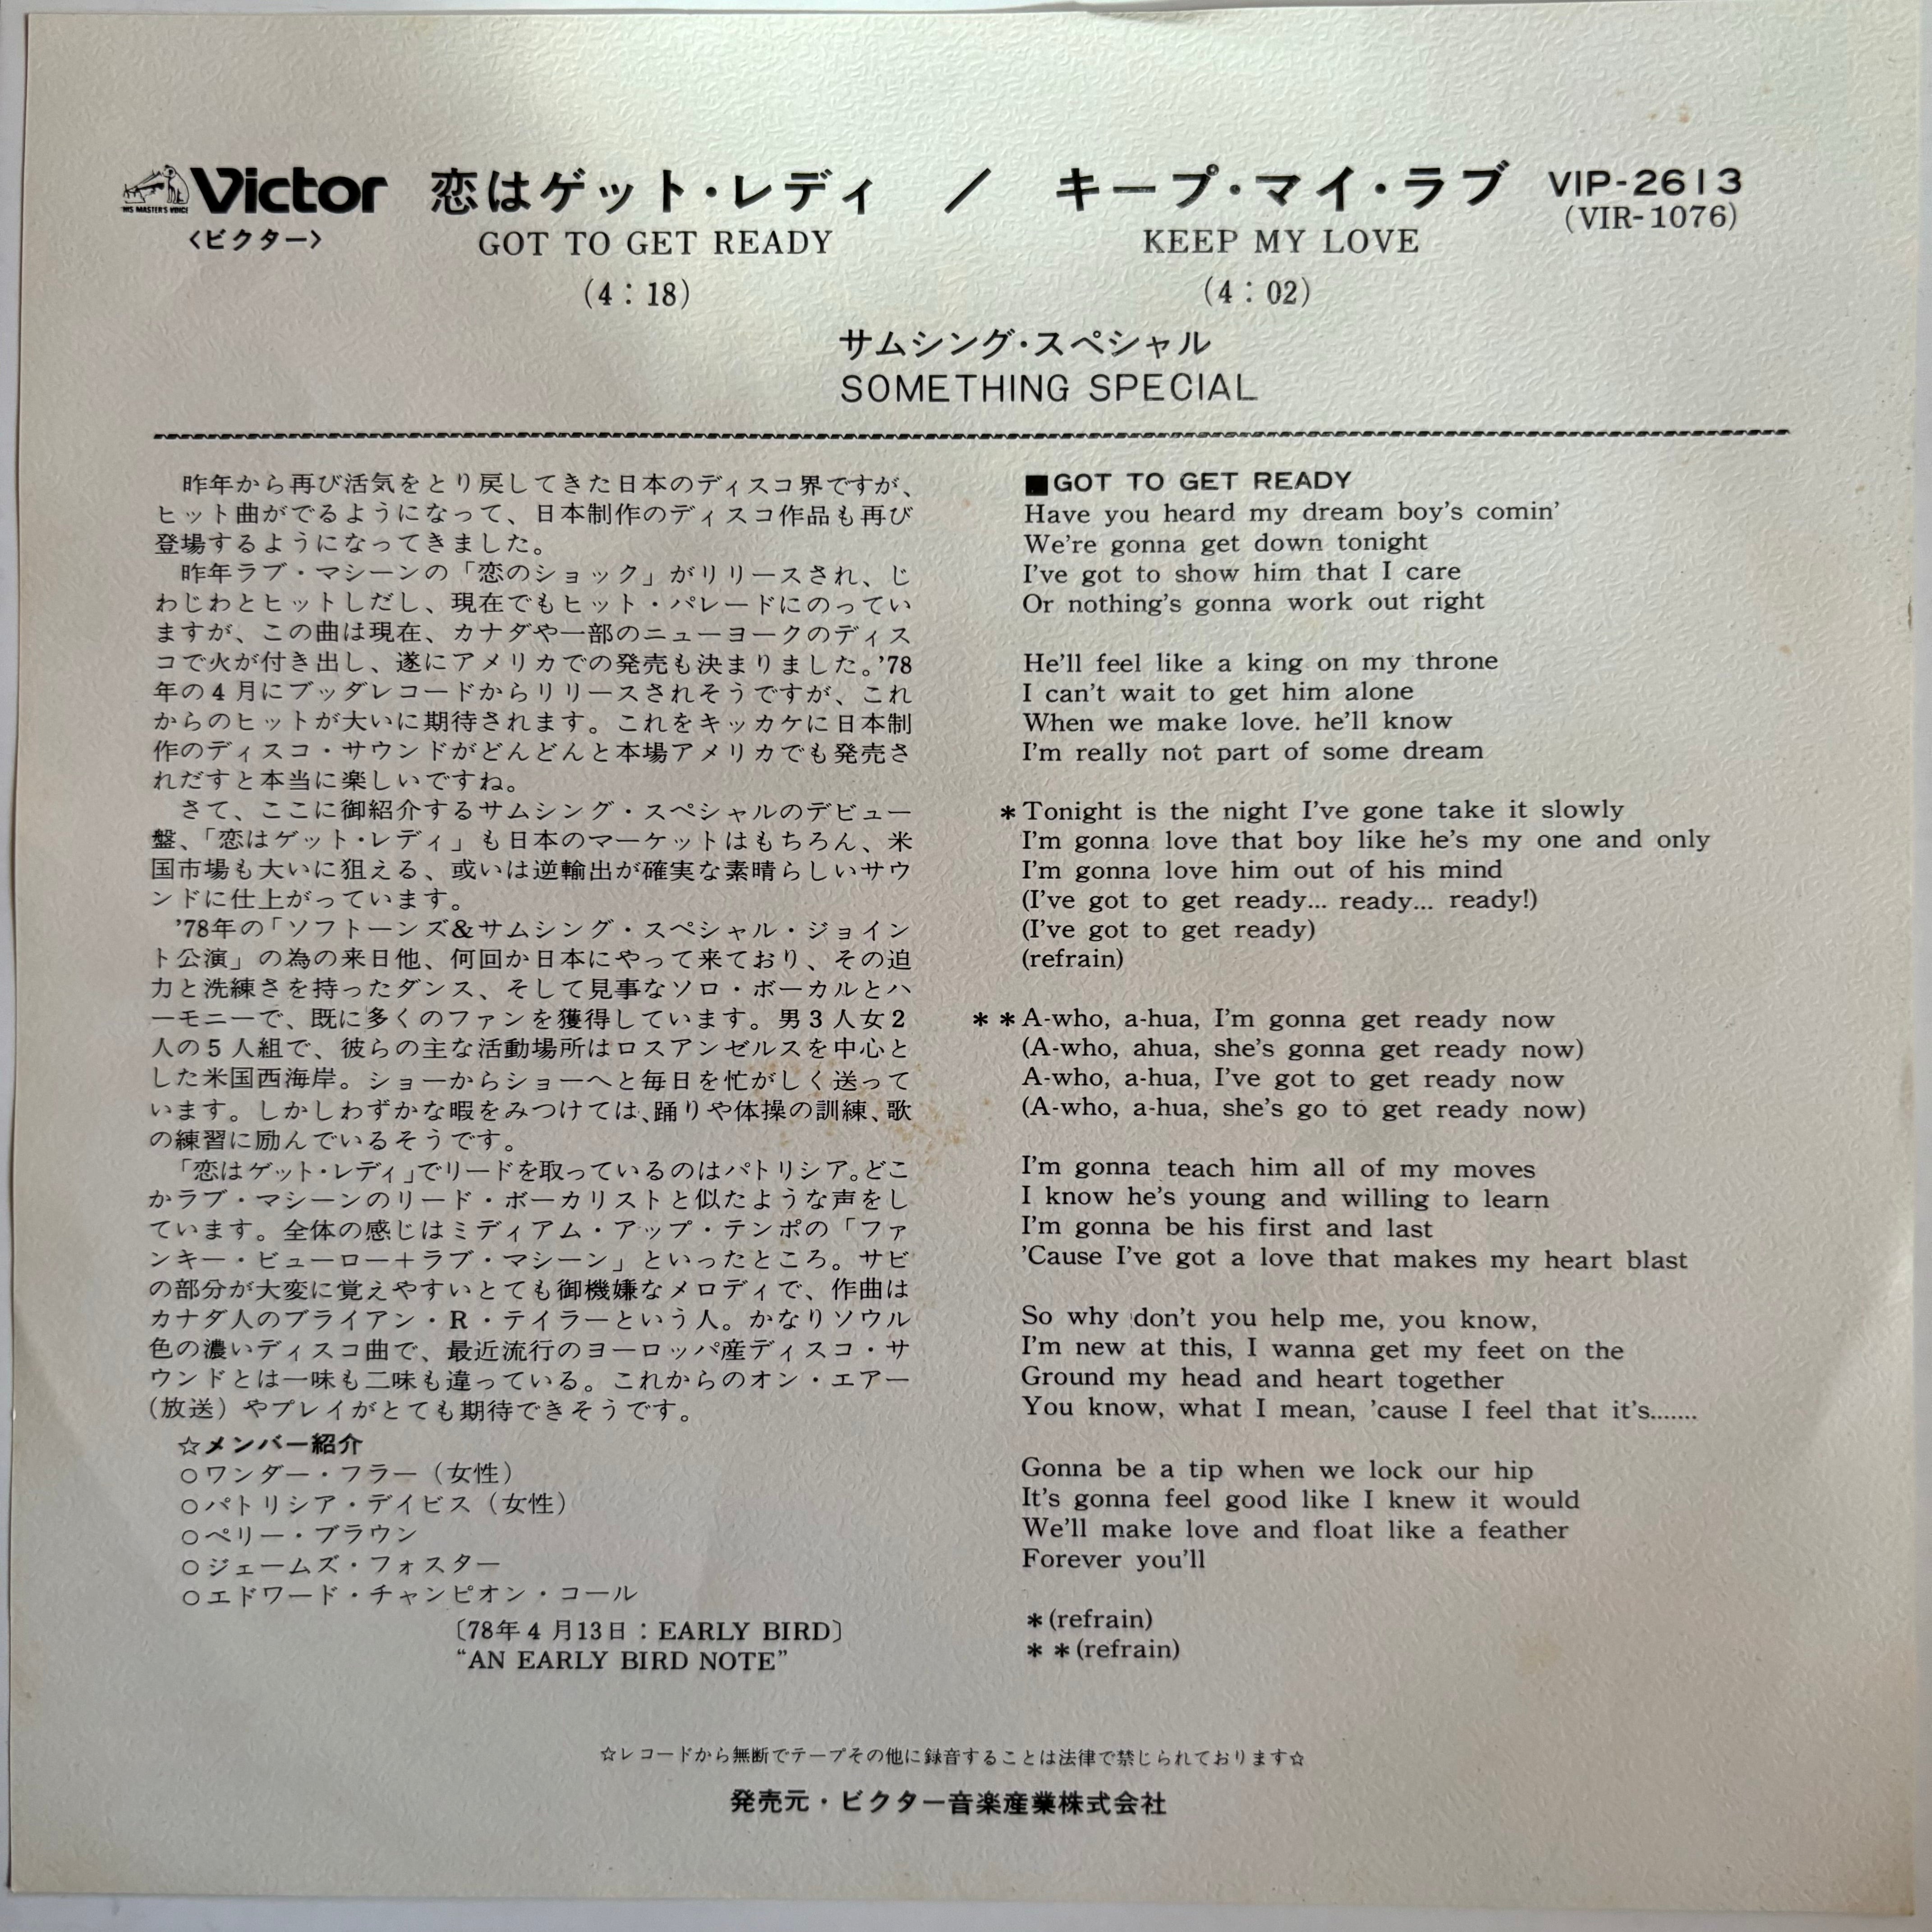 HIS MASTER'S VOICE
Victor
〈ビクター〉
恋はゲット・レディ ／ キープ・マイ・ラブ
GOT TO GET READY
KEEP MY LOVE
(4：18)
(4：02)
VIP-2613
(VIR-1076)
サムシング・スペシャル
SOMETHING SPECIAL
昨年から再び活気をとり戻してきた日本のディスコ界ですが、
ヒット曲がでるようになって、日本制作のディスコ作品も再び
登場するようになってきました。
昨年ラブ・マシーンの「恋のショック」がリリースされ、じ
わじわとヒットしだし、現在でもヒット・パレードにのってい
ますが、この曲は現在、カナダや一部のニューヨークのディス
コで火が付き出し、遂にアメリカでの発売も決まりました。'78
年の4月にブッダレコードからリリースされそうですが、これ
からのヒットが大いに期待されます。これをキッカケに日本制
作のディスコ・サウンドがどんどんと本場アメリカでも発売さ
れだすと本当に楽しいですね。
さて、ここに御紹介するサムシング・スペシャルのデビュー
盤、「恋はゲット・レディ」も日本のマーケットはもちろん、米
国市場も大いに狙える、或いは逆輸出が確実な素晴らしいサウ
ンドに仕上がっています。
'78年の「ソフトーンズ&サムシング・スペシャル・ジョイン
ト公演」の為の来日他、何回か日本にやって来ており、その迫
力と洗練さを持ったダンス、そして見事なソロ・ボーカルとハ
ーモニーで、既に多くのファンを獲得しています。男3人女2
人の5人組で、彼らの主な活動場所はロスアンゼルスを中心と
した米国西海岸。ショーからショーへと毎日を忙がしく送って
います。しかしわずかな暇をみつけては、踊りや体操の訓練、歌
の練習に励んでいるそうです。
「恋はゲット・レディ」でリードを取っているのはパトリシア。どこ
かラブ・マシーンのリード・ボーカリストと似たような声をし
ています。全体の感じはミディアム・アップ・テンポの「ファ
ンキー・ビューロー＋ラブ・マシーン」といったところ。サビ
の部分が大変に覚えやすいとても御機嫌なメロディで、作曲は
カナダ人のブライアン・R・テイラーという人。かなりソウル
色の濃いディスコ曲で、最近流行のヨーロッパ産ディスコ・サ
ウンドとは一味も二味も違っている。これからのオン・エアー
（放送）やプレイがとても期待できそうです。
☆メンバー紹介
○ワンダー・フラー（女性）
○パトリシア・デイビス（女性）
○ペリー・ブラウン
○ジェームズ・フォスター
○エドワード・チャンピオン・コール
〔78年4月13日：EARLY BIRD〕
“AN EARLY BIRD NOTE”
■GOT TO GET READY
Have you heard my dream boy's comin'
We're gonna get down tonight
I've got to show him that I care
Or nothing's gonna work out right
He'll feel like a king on my throne
I can't wait to get him alone
When we make love. he'll know
I'm really not part of some dream
*Tonight is the night I've gone take it slowly
I'm gonna love that boy like he's my one and only
I'm gonna love him out of his mind
(I've got to get ready... ready... ready!)
(I've got to get ready)
(refrain)
**A-who, a-hua, I'm gonna get ready now
(A-who, ahua, she's gonna get ready now)
A-who, a-hua, I've got to get ready now
(A-who, a-hua, she's go to get ready now)
I'm gonna teach him all of my moves
I know he's young and willing to learn
I'm gonna be his first and last
'Cause I've got a love that makes my heart blast
So why don't you help me, you know,
I'm new at this, I wanna get my feet on the
Ground my head and heart together
You know, what I mean, 'cause I feel that it's.......
Gonna be a tip when we lock our hip
It's gonna feel good like I knew it would
We'll make love and float like a feather
Forever you'll
*(refrain)
**(refrain)
☆レコードから無断でテープその他に録音することは法律で禁じられております☆
発売元・ビクター音楽産業株式会社